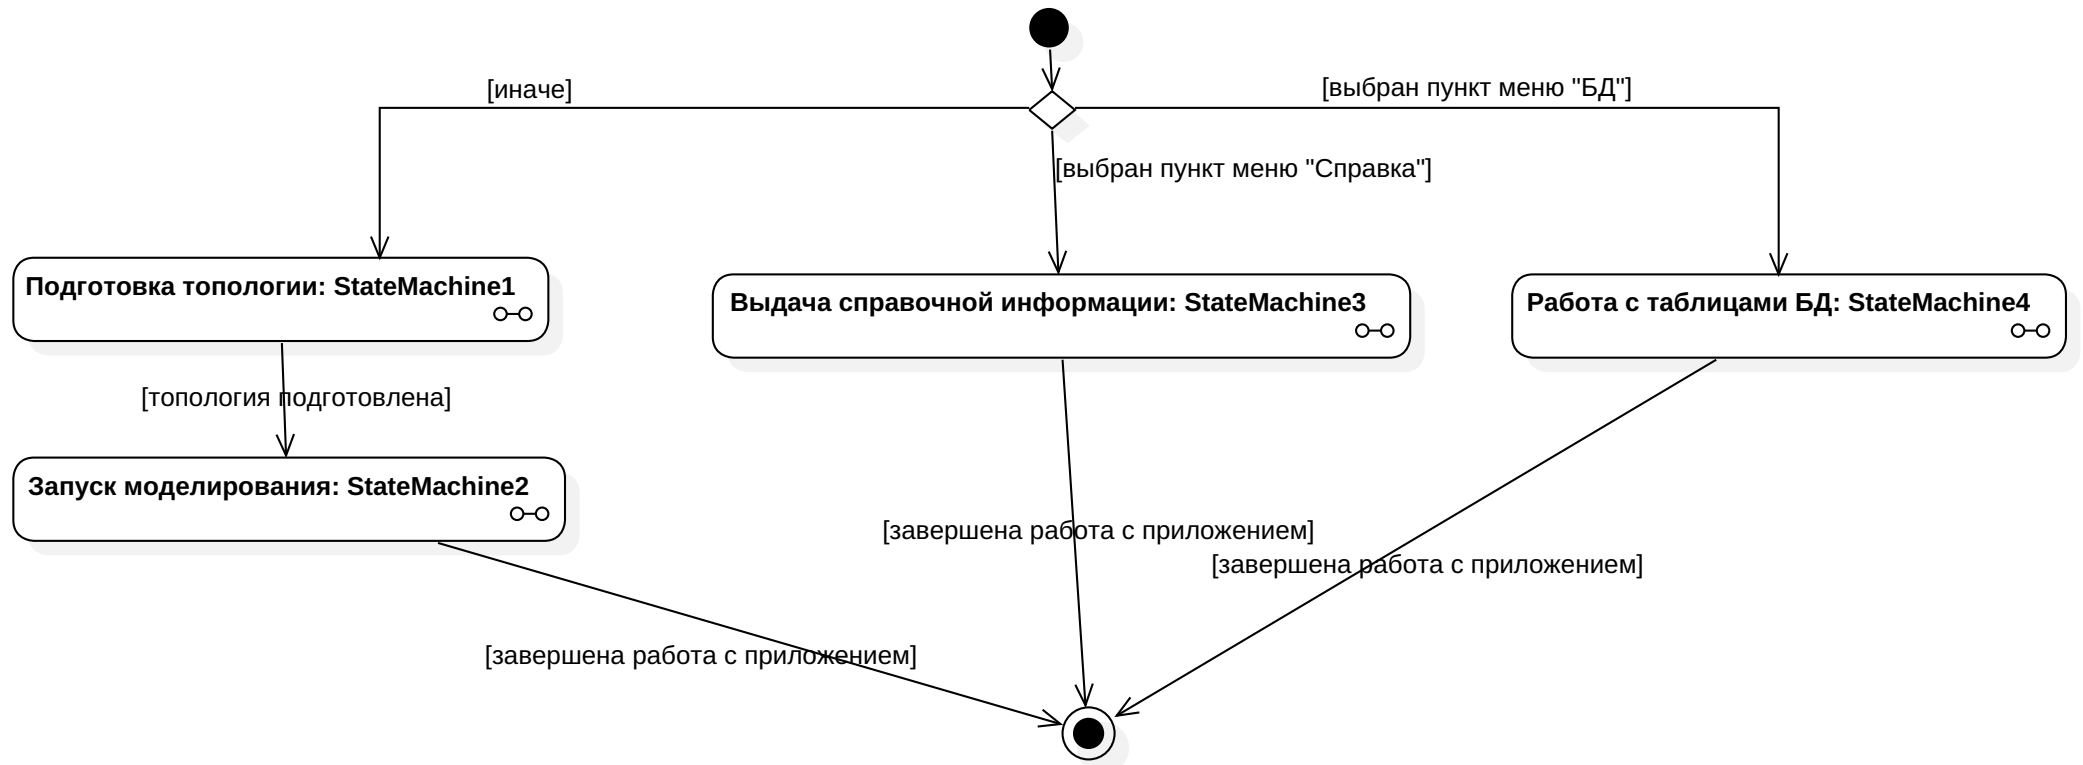 [иначе]
[выбран пункт меню "БД"]
[выбран пункт меню "Справка"]
Подготовка топологии: StateMachine1
Выдача справочной информации: StateMachine3
Работа с таблицами БД: StateMachine4
[топология подготовлена]
Запуск моделирования: StateMachine2
[завершена работа с приложением]
[завершена работа с приложением]
[завершена работа с приложением]